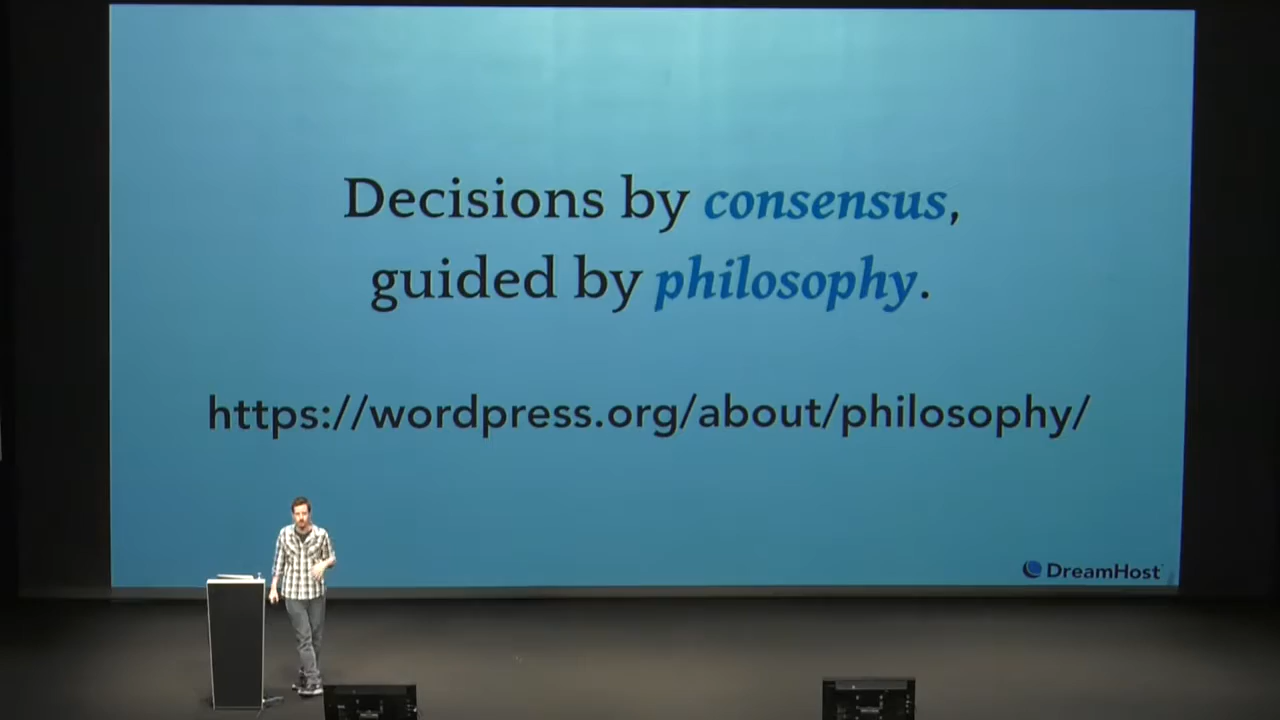 Decisions by consensus,
guided by philosophy.
https://wordpress.org/about/philosophy/
DreamHost